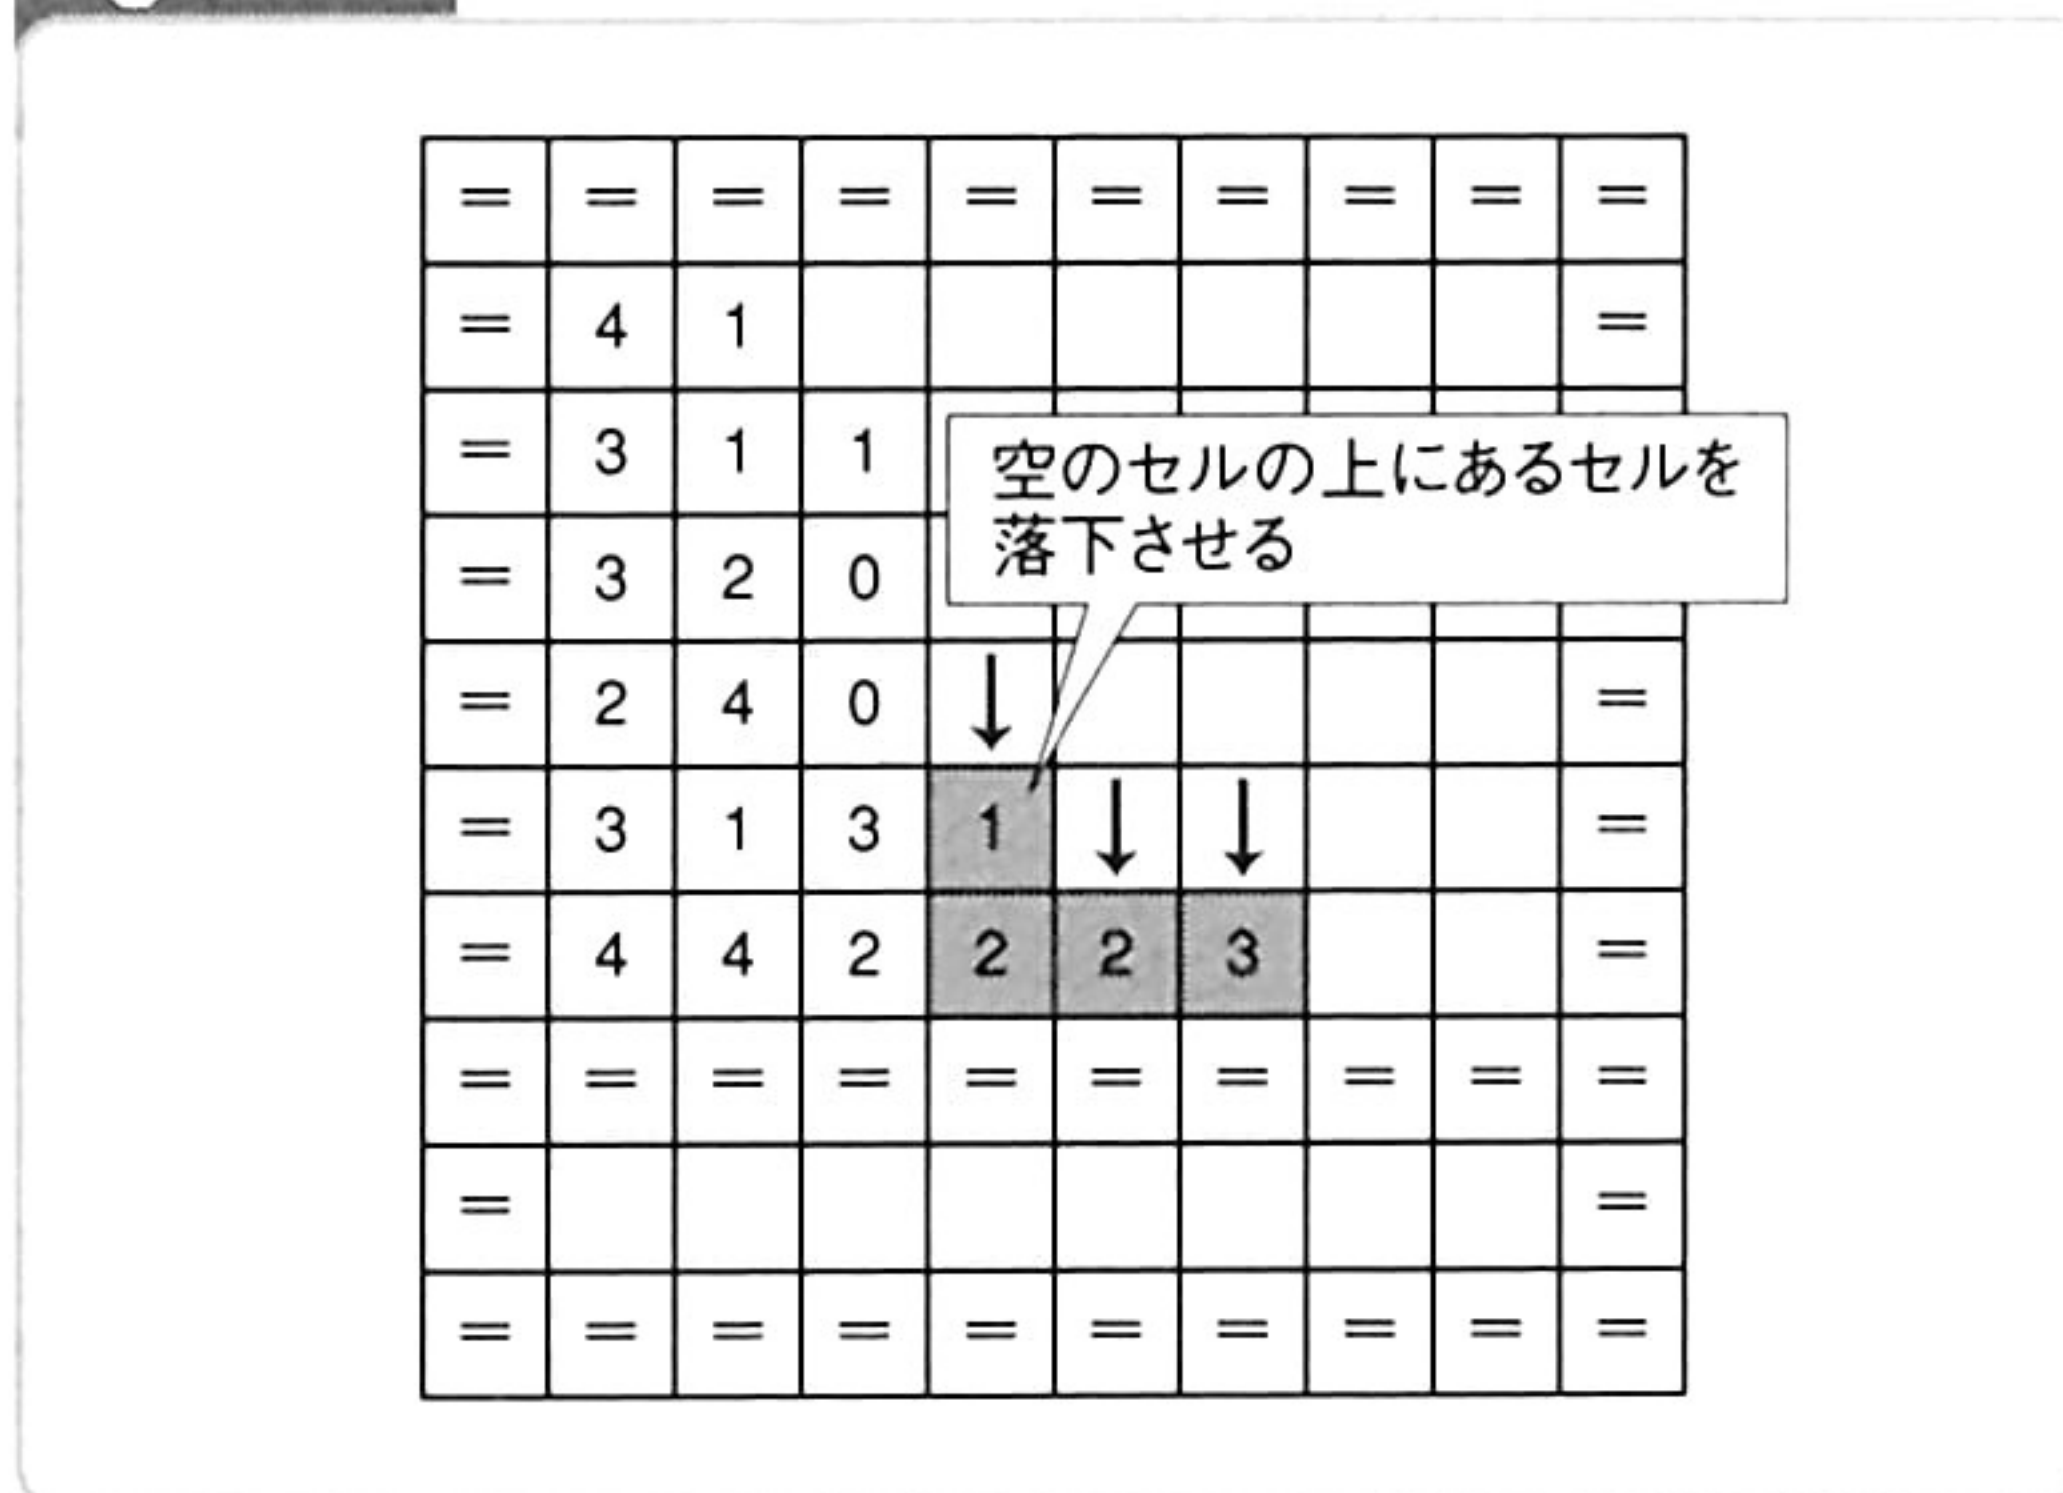 = = = = = = = = = =
= 4 1 =
= 3 1 1
空のセルの上にあるセルを
落下させる
= 3 2 0
= 2 4 0 ↓ =
= 3 1 3 1 ↓ ↓ =
= 4 4 2 2 2 3 =
= = = = = = = = = =
= =
= = = = = = = = = =